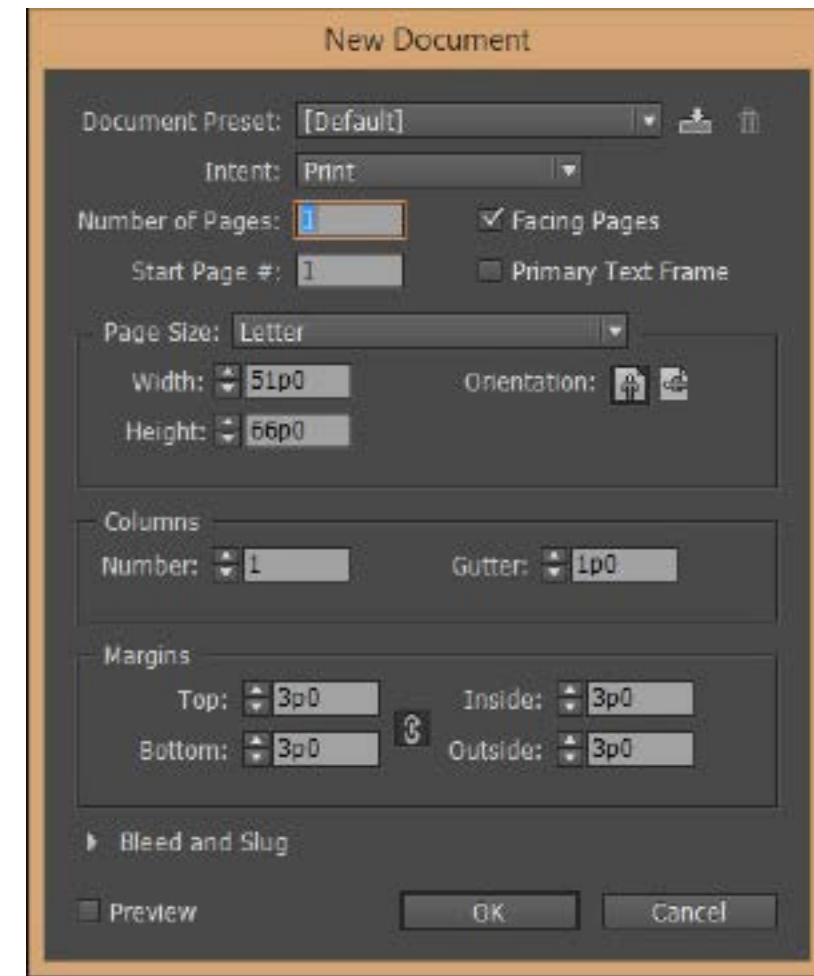 New Document
Document Preset: [Default]
Intent: Print
Number of Pages: 1 Facing Pages
Start Page #: 1 Primary Text Frame
Page Size: Letter
Width: 51p0 Orientation:
Height: 66p0
Columns
Number: 1 Gutter: 1p0
Margins
Top: 3p0 Inside: 3p0
Bottom: 3p0 Outside: 3p0
Bleed and Slug
Preview OK Cancel